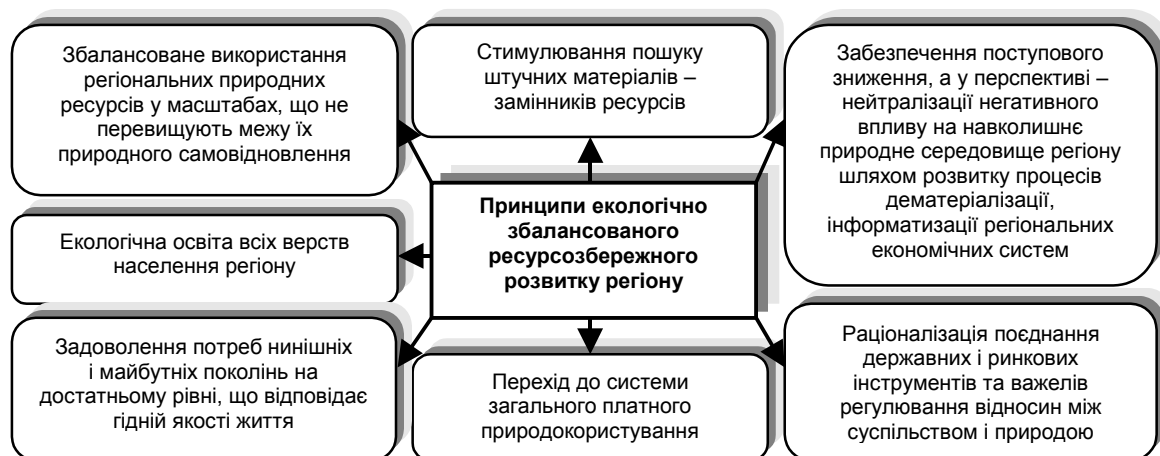 Збалансоване використання
регіональних природних
ресурсів у масштабах, що не
перевищують межу їх
природного самовідновлення
Стимулювання пошуку
штучних матеріалів –
замінників ресурсів
Забезпечення поступового
зниження, а у перспективі –
нейтралізації негативного
впливу на навколишнє
природне середовище регіону
шляхом розвитку процесів
дематеріалізації,
інформатизації регіональних
економічних систем
Принципи екологічно
збалансованого
ресурсозбережного
розвитку регіону
Екологічна освіта всіх верств
населення регіону
Задоволення потреб нинішніх
і майбутніх поколінь на
достатньому рівні, що відповідає
гідній якості життя
Перехід до системи
загального платного
природокористування
Раціоналізація поєднання
державних і ринкових
інструментів та важелів
регулювання відносин між
суспільством і природою